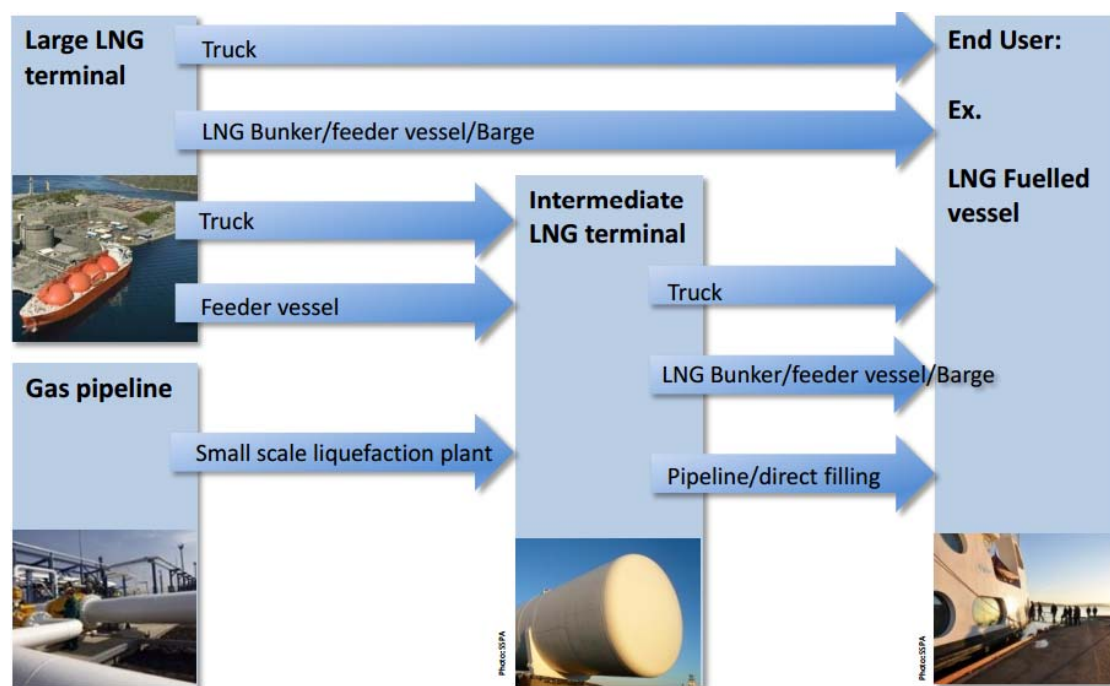 Large LNG
terminal
Truck
LNG Bunker/feeder vessel/Barge
Truck
Feeder vessel
Gas pipeline
Small scale liquefaction plant
Intermediate
LNG terminal
Truck
LNG Bunker/feeder vessel/Barge
Pipeline/direct filling
End User:
Ex.
LNG Fuelled
vessel
Photo: SSPA
Photo: SSPA